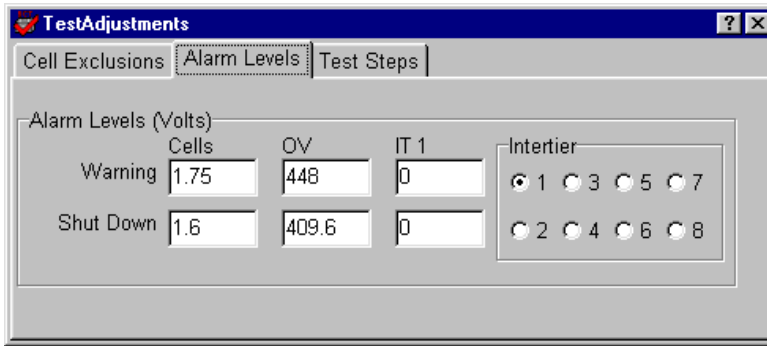 TestAdjustments
Cell Exclusions Alarm Levels Test Steps
Alarm Levels (Volts)
Cells OV IT 1 Intertier
Warning 1.75 448 0 1 3 5 7
Shut Down 1.6 409.6 0 2 4 6 8